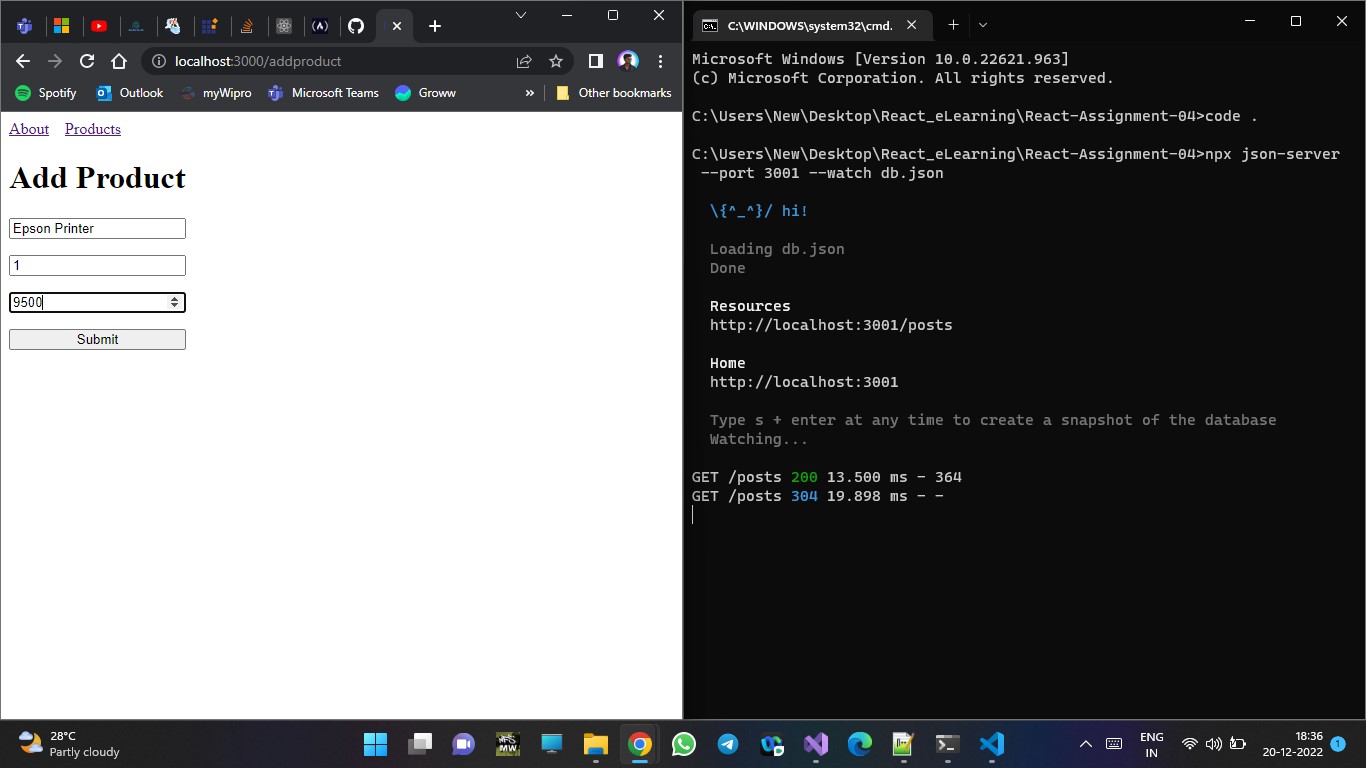 localhost:3000/addproduct
Spotify
Outlook
myWipro
Microsoft Teams
Groww
»
Other bookmarks
About Products
Add Product
Epson Printer
1
9500
Submit
C:\WINDOWS\system32\cmd.
Microsoft Windows [Version 10.0.22621.963]
(c) Microsoft Corporation. All rights reserved.
C:\Users\New\Desktop\React_eLearning\React-Assignment-04>code .
C:\Users\New\Desktop\React_eLearning\React-Assignment-04>npx json-server
--port 3001 --watch db.json
\{^_^}/ hi!
Loading db.json
Done
Resources
http://localhost:3001/posts
Home
http://localhost:3001
Type s + enter at any time to create a snapshot of the database
Watching...
GET /posts 200 13.500 ms - 364
GET /posts 304 19.898 ms - -
28°C
Partly cloudy
MW
ENG
IN
18:36
20-12-2022
1